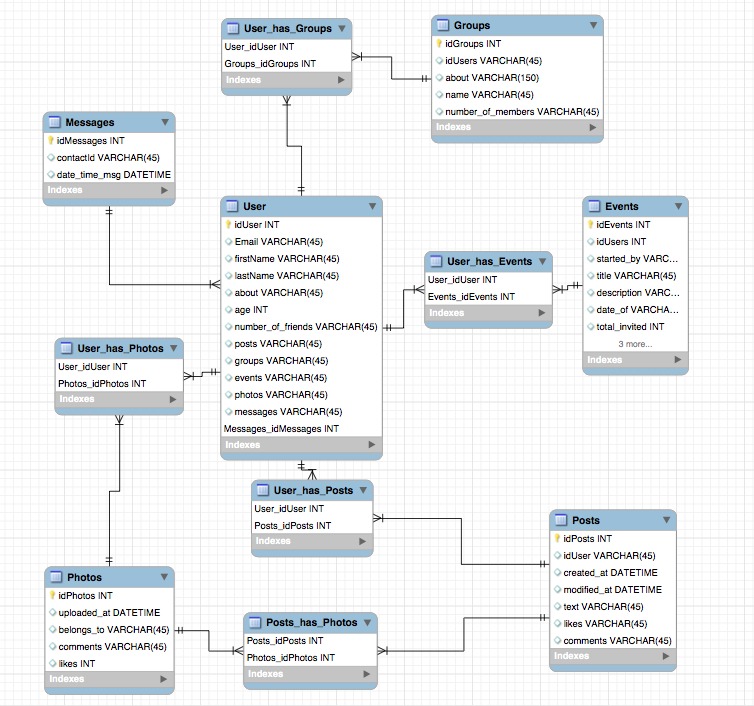 User_has_Groups
User_idUser INT
Groups_idGroups INT
Indexes
Groups
idGroups INT
idUsers VARCHAR(45)
about VARCHAR(150)
name VARCHAR(45)
number_of_members VARCHAR(45)
Indexes
Messages
idMessages INT
contactId VARCHAR(45)
date_time_msg DATETIME
Indexes
User
idUser INT
Email VARCHAR(45)
firstName VARCHAR(45)
lastName VARCHAR(45)
about VARCHAR(45)
age INT
number_of_friends VARCHAR(45)
posts VARCHAR(45)
groups VARCHAR(45)
events VARCHAR(45)
photos VARCHAR(45)
messages VARCHAR(45)
Messages_idMessages INT
Indexes
User_has_Events
User_idUser INT
Events_idEvents INT
Indexes
Events
idEvents INT
idUsers INT
started_by VARC...
title VARCHAR(45)
description VARC...
date_of VARCHA...
total_invited INT
3 more...
Indexes
User_has_Photos
User_idUser INT
Photos_idPhotos INT
Indexes
User_has_Posts
User_idUser INT
Posts_idPosts INT
Indexes
Posts
idPosts INT
idUser VARCHAR(45)
created_at DATETIME
modified_at DATETIME
text VARCHAR(45)
likes VARCHAR(45)
comments VARCHAR(45)
Indexes
Photos
idPhotos INT
uploaded_at DATETIME
belongs_to VARCHAR(45)
comments VARCHAR(45)
likes INT
Indexes
Posts_has_Photos
Posts_idPosts INT
Photos_idPhotos INT
Indexes